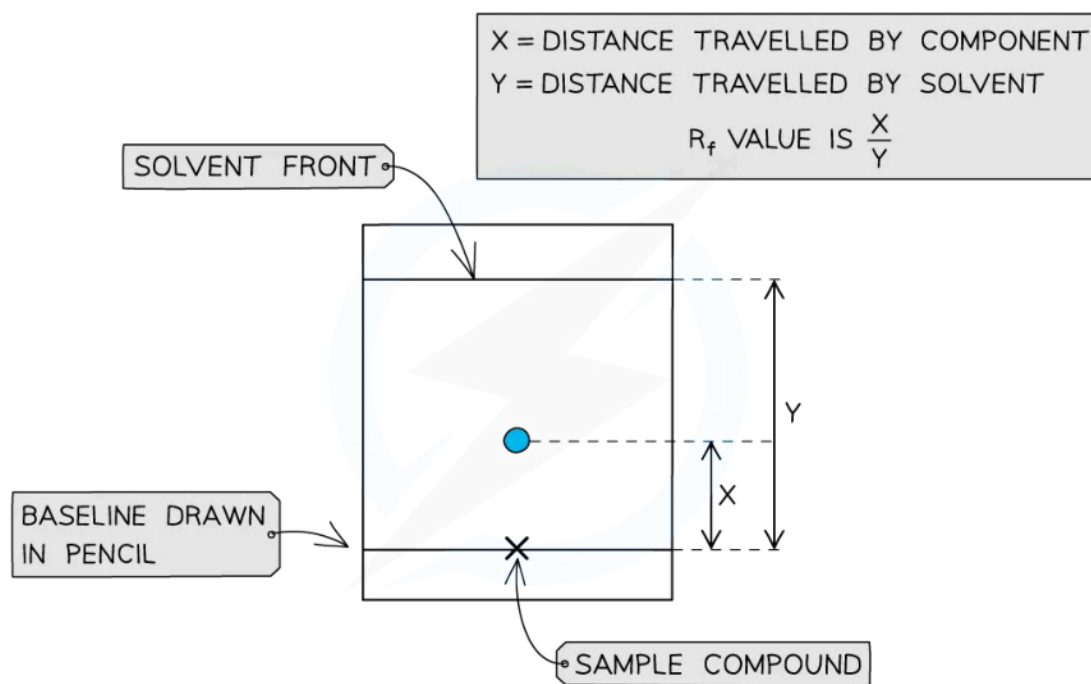 X = DISTANCE TRAVELLED BY COMPONENT
Y = DISTANCE TRAVELLED BY SOLVENT
Rf VALUE IS X/Y
SOLVENT FRONT
Y
X
BASELINE DRAWN
IN PENCIL
SAMPLE COMPOUND